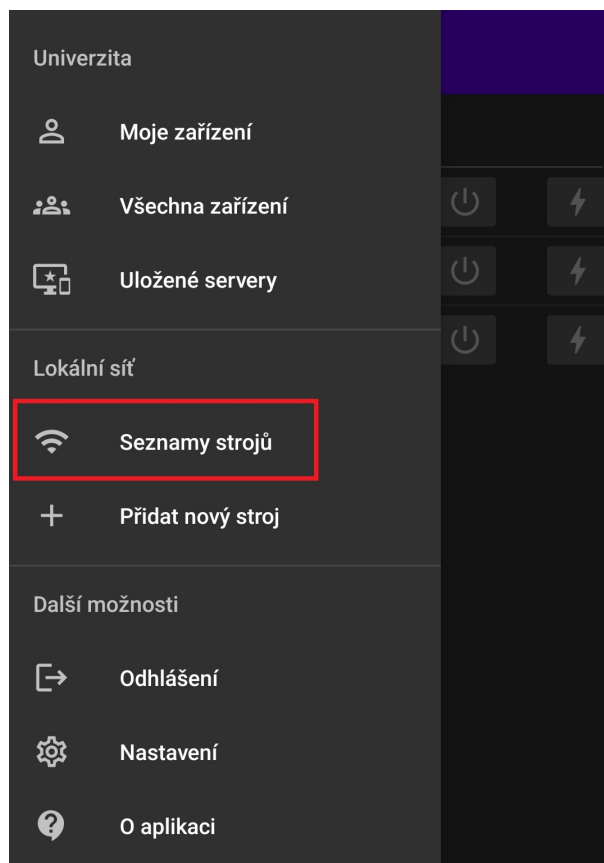 Univerzita
Moje zařízení
Všechna zařízení
Uložené servery
Lokální síť
Seznamy strojů
Přidat nový stroj
Další možnosti
Odhlášení
Nastavení
O aplikaci